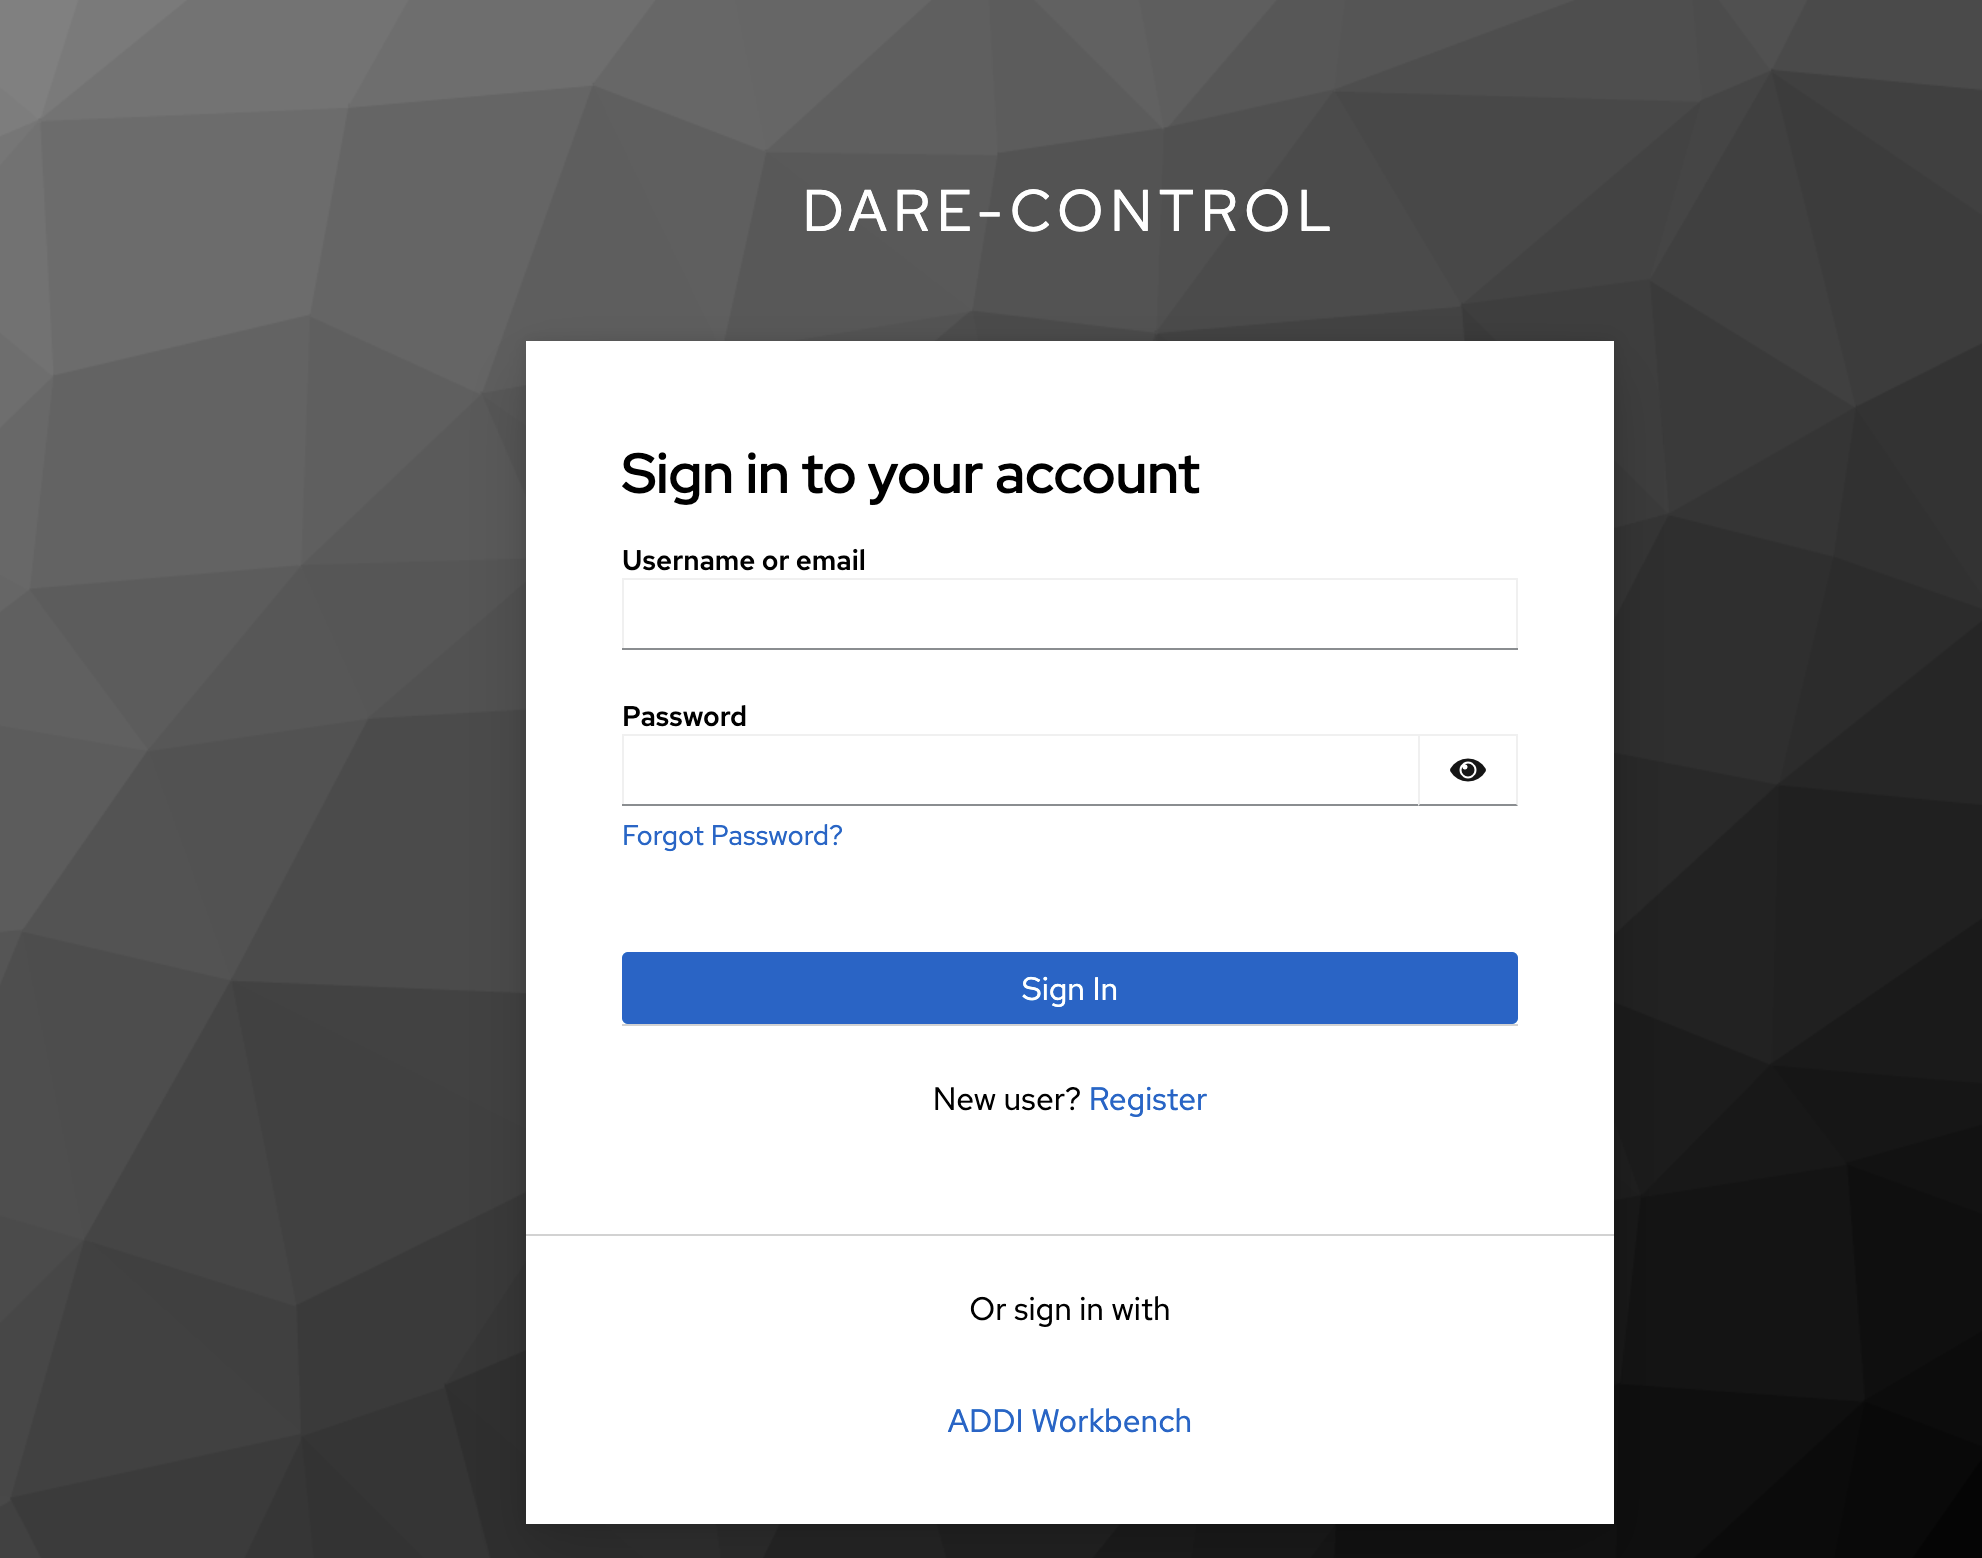 DARE-CONTROL
Sign in to your account
Username or email
Password
Forgot Password?
Sign In
New user? Register
Or sign in with
ADDI Workbench